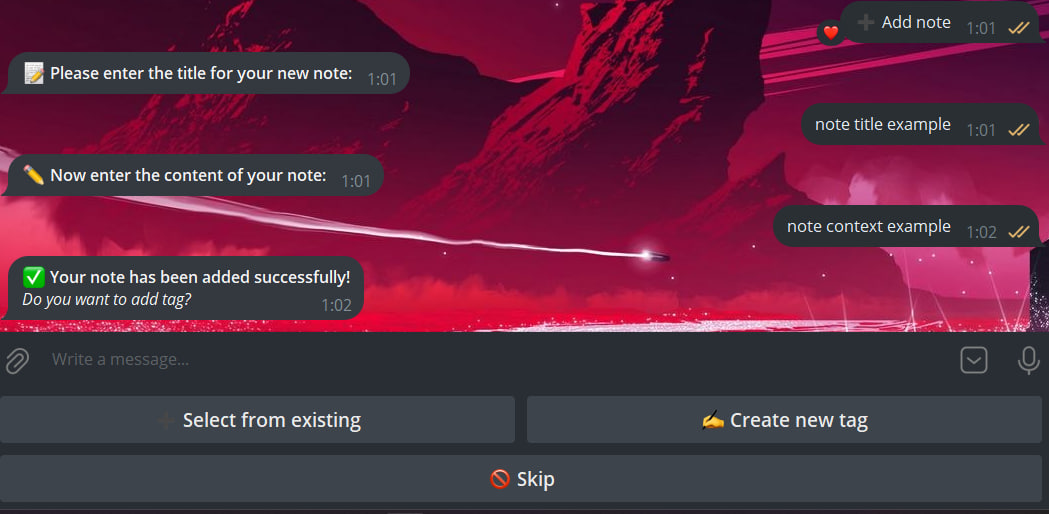 ➕ Add note 1:01
📝 Please enter the title for your new note: 1:01
note title example 1:01
✏️ Now enter the content of your note: 1:01
note context example 1:02
✅ Your note has been added successfully!
Do you want to add tag? 1:02
Write a message...
➕ Select from existing
✍️ Create new tag
🚫 Skip